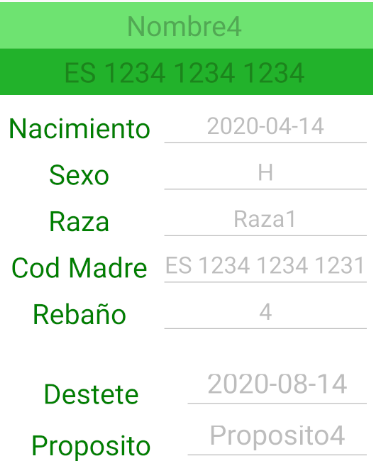 Nombre4
ES 1234 1234 1234
Nacimiento 2020-04-14
Sexo H
Raza Raza1
Cod Madre ES 1234 1234 1231
Rebaño 4
Destete 2020-08-14
Proposito Proposito4